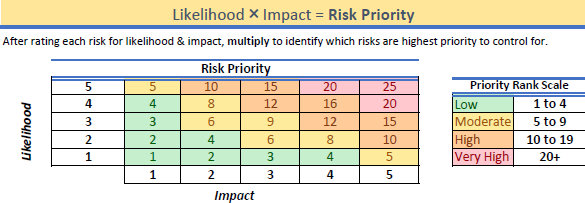 Likelihood × Impact = Risk Priority
After rating each risk for likelihood & impact, multiply to identify which risks are highest priority to control for.
Risk Priority
Likelihood
5 5 10 15 20 25
4 4 8 12 16 20
3 3 6 9 12 15
2 2 4 6 8 10
1 1 2 3 4 5
1 2 3 4 5
Impact
Priority Rank Scale
Low 1 to 4
Moderate 5 to 9
High 10 to 19
Very High 20+